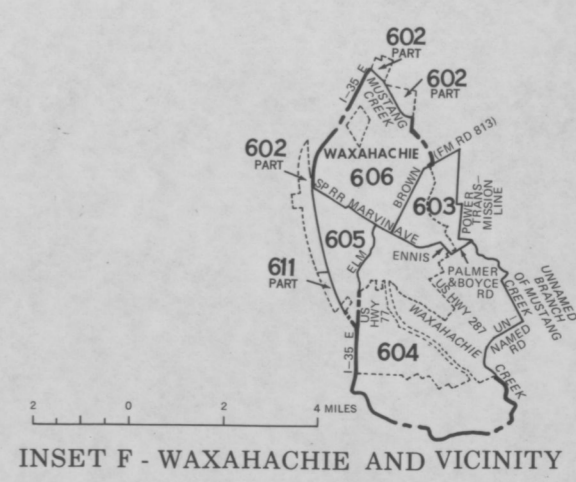 602
PART
602
PART
I-35 E
MUSTANG
CREEK
(FM RD 813)
602
PART
WAXAHACHIE
606
BROWN
603
POWER
TRANS-
MISSION
LINE
SP RR
MARVIN AVE
605
ELM
ENNIS
PALMER
& BOYCE
RD
611
PART
US HWY 287
US
HWY
77
WAXAHACHIE
CREEK
UNNAMED
BRANCH
OF MUSTANG
CREEK
UN-
NAMED
RD
I-35 E
604
2 0 2 4 MILES
INSET F - WAXAHACHIE AND VICINITY